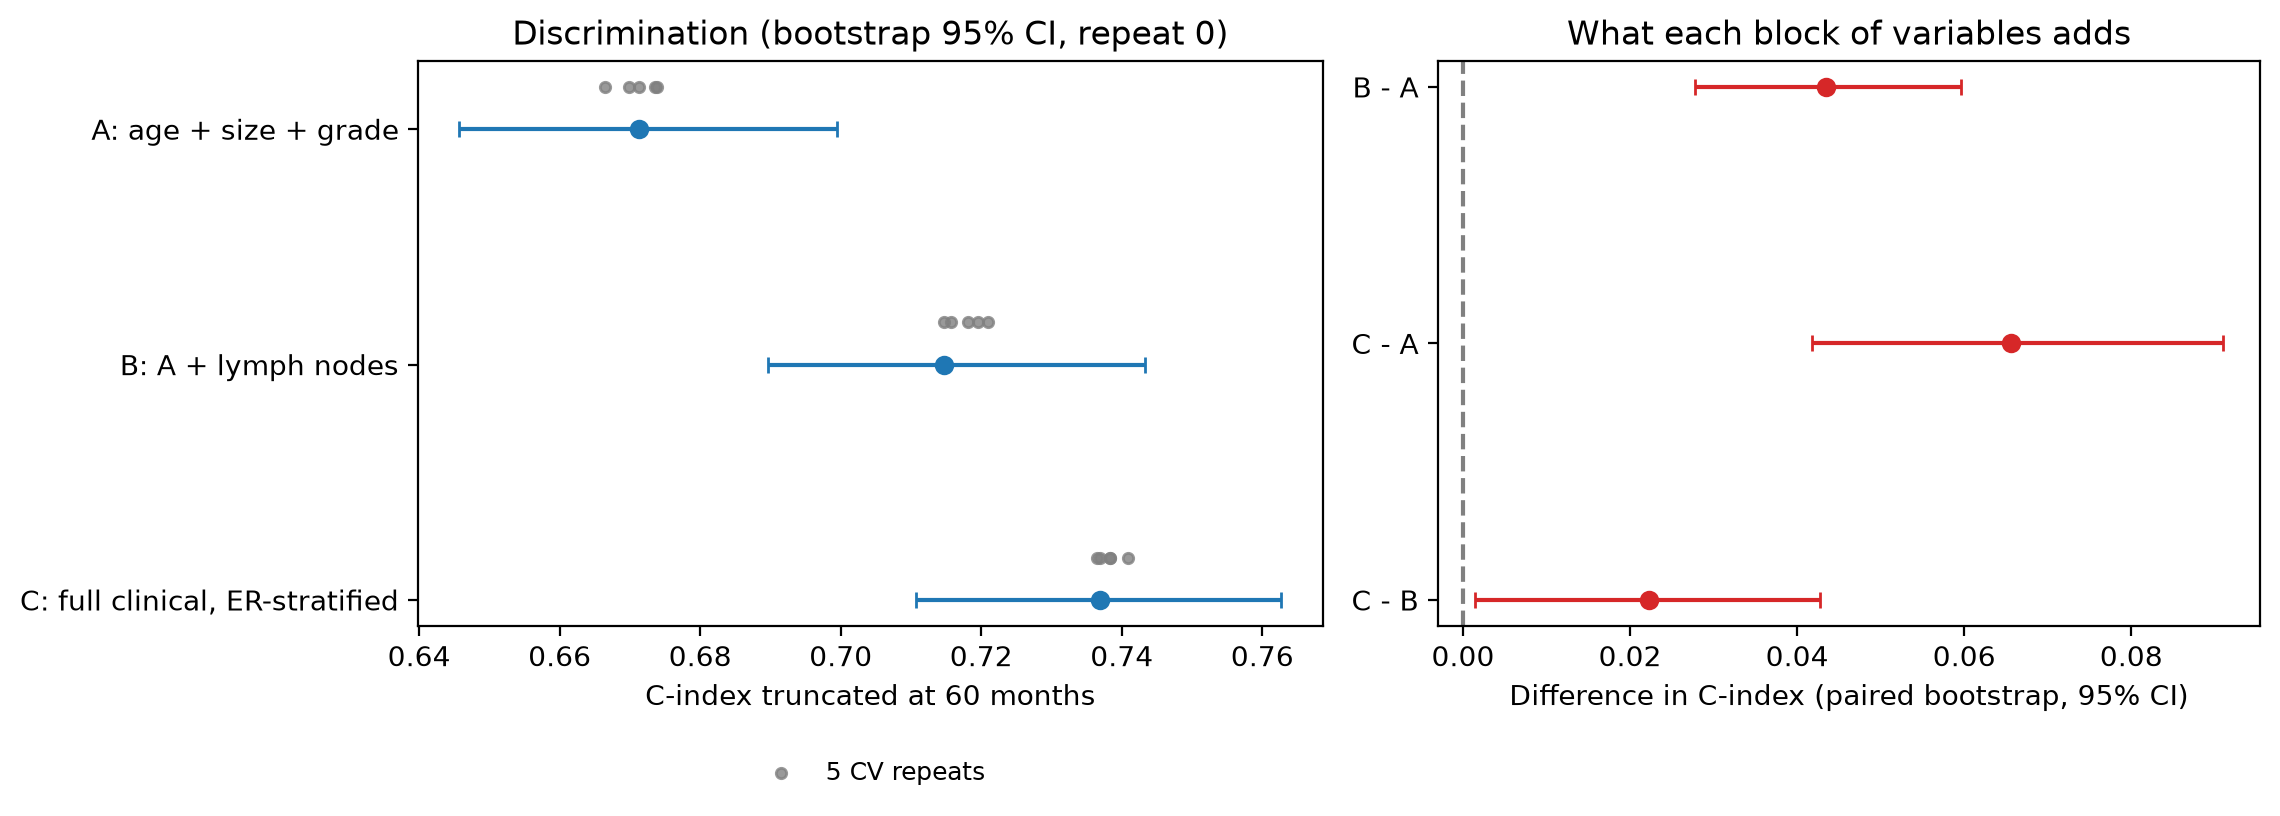 Discrimination (bootstrap 95% CI, repeat 0)
A: age + size + grade
B: A + lymph nodes
C: full clinical, ER-stratified
0.64 0.66 0.68 0.70 0.72 0.74 0.76
C-index truncated at 60 months
5 CV repeats
What each block of variables adds
B - A
C - A
C - B
0.00 0.02 0.04 0.06 0.08
Difference in C-index (paired bootstrap, 95% CI)